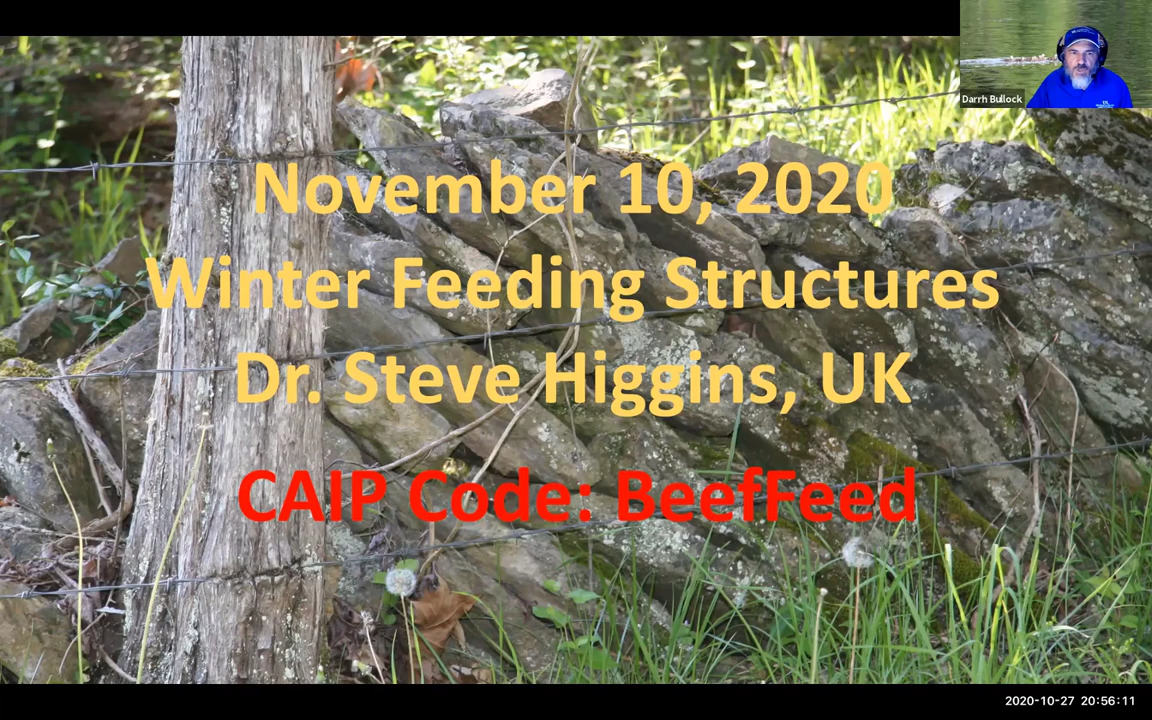 Darrh Bullock
November 10, 2020
Winter Feeding Structures
Dr. Steve Higgins, UK
CAIP Code: BeefFeed
2020-10-27 20:56:11